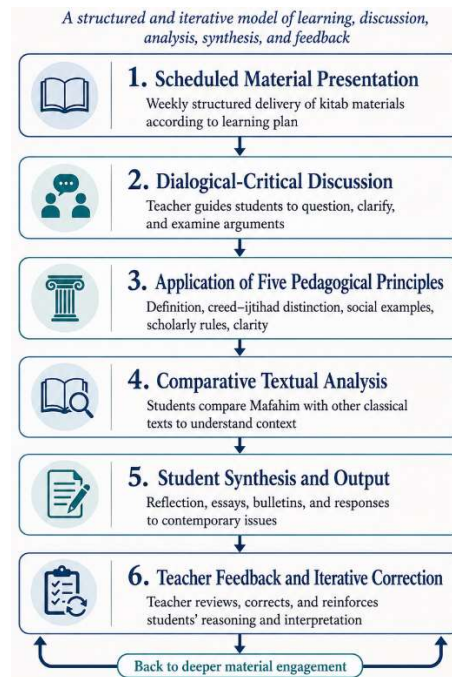 A structured and iterative model of learning, discussion,
analysis, synthesis, and feedback
1. Scheduled Material Presentation
Weekly structured delivery of kitab materials
according to learning plan
2. Dialogical-Critical Discussion
Teacher guides students to question, clarify,
and examine arguments
3. Application of Five Pedagogical Principles
Definition, creed–ijtihad distinction, social examples,
scholarly rules, clarity
4. Comparative Textual Analysis
Students compare Mafahim with other classical
texts to understand context
5. Student Synthesis and Output
Reflection, essays, bulletins, and responses
to contemporary issues
6. Teacher Feedback and Iterative Correction
Teacher reviews, corrects, and reinforces
students' reasoning and interpretation
Back to deeper material engagement